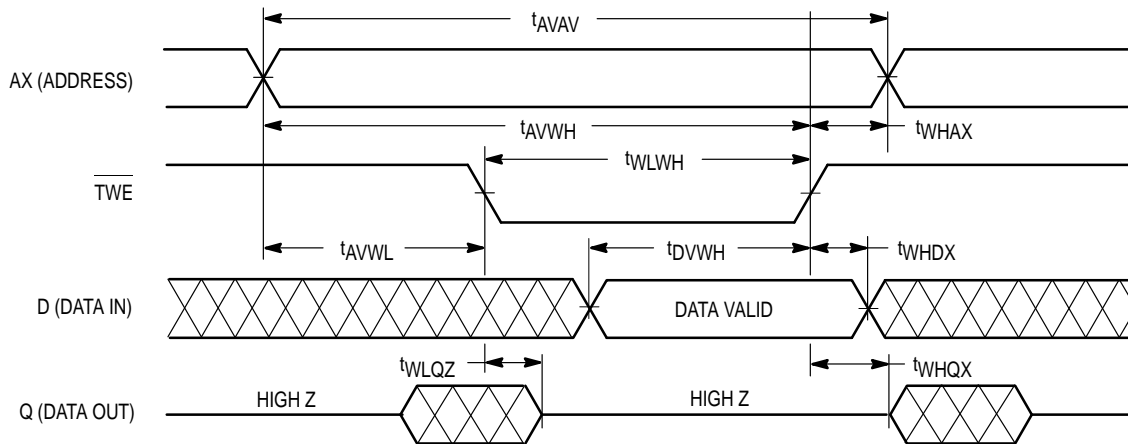 tAVAV
AX (ADDRESS)
tAVWH
tWHAX
tWLWH
TWE
tAVWL
tDVWH
tWHDX
D (DATA IN)
DATA VALID
tWLQZ
tWHQX
HIGH Z
HIGH Z
Q (DATA OUT)